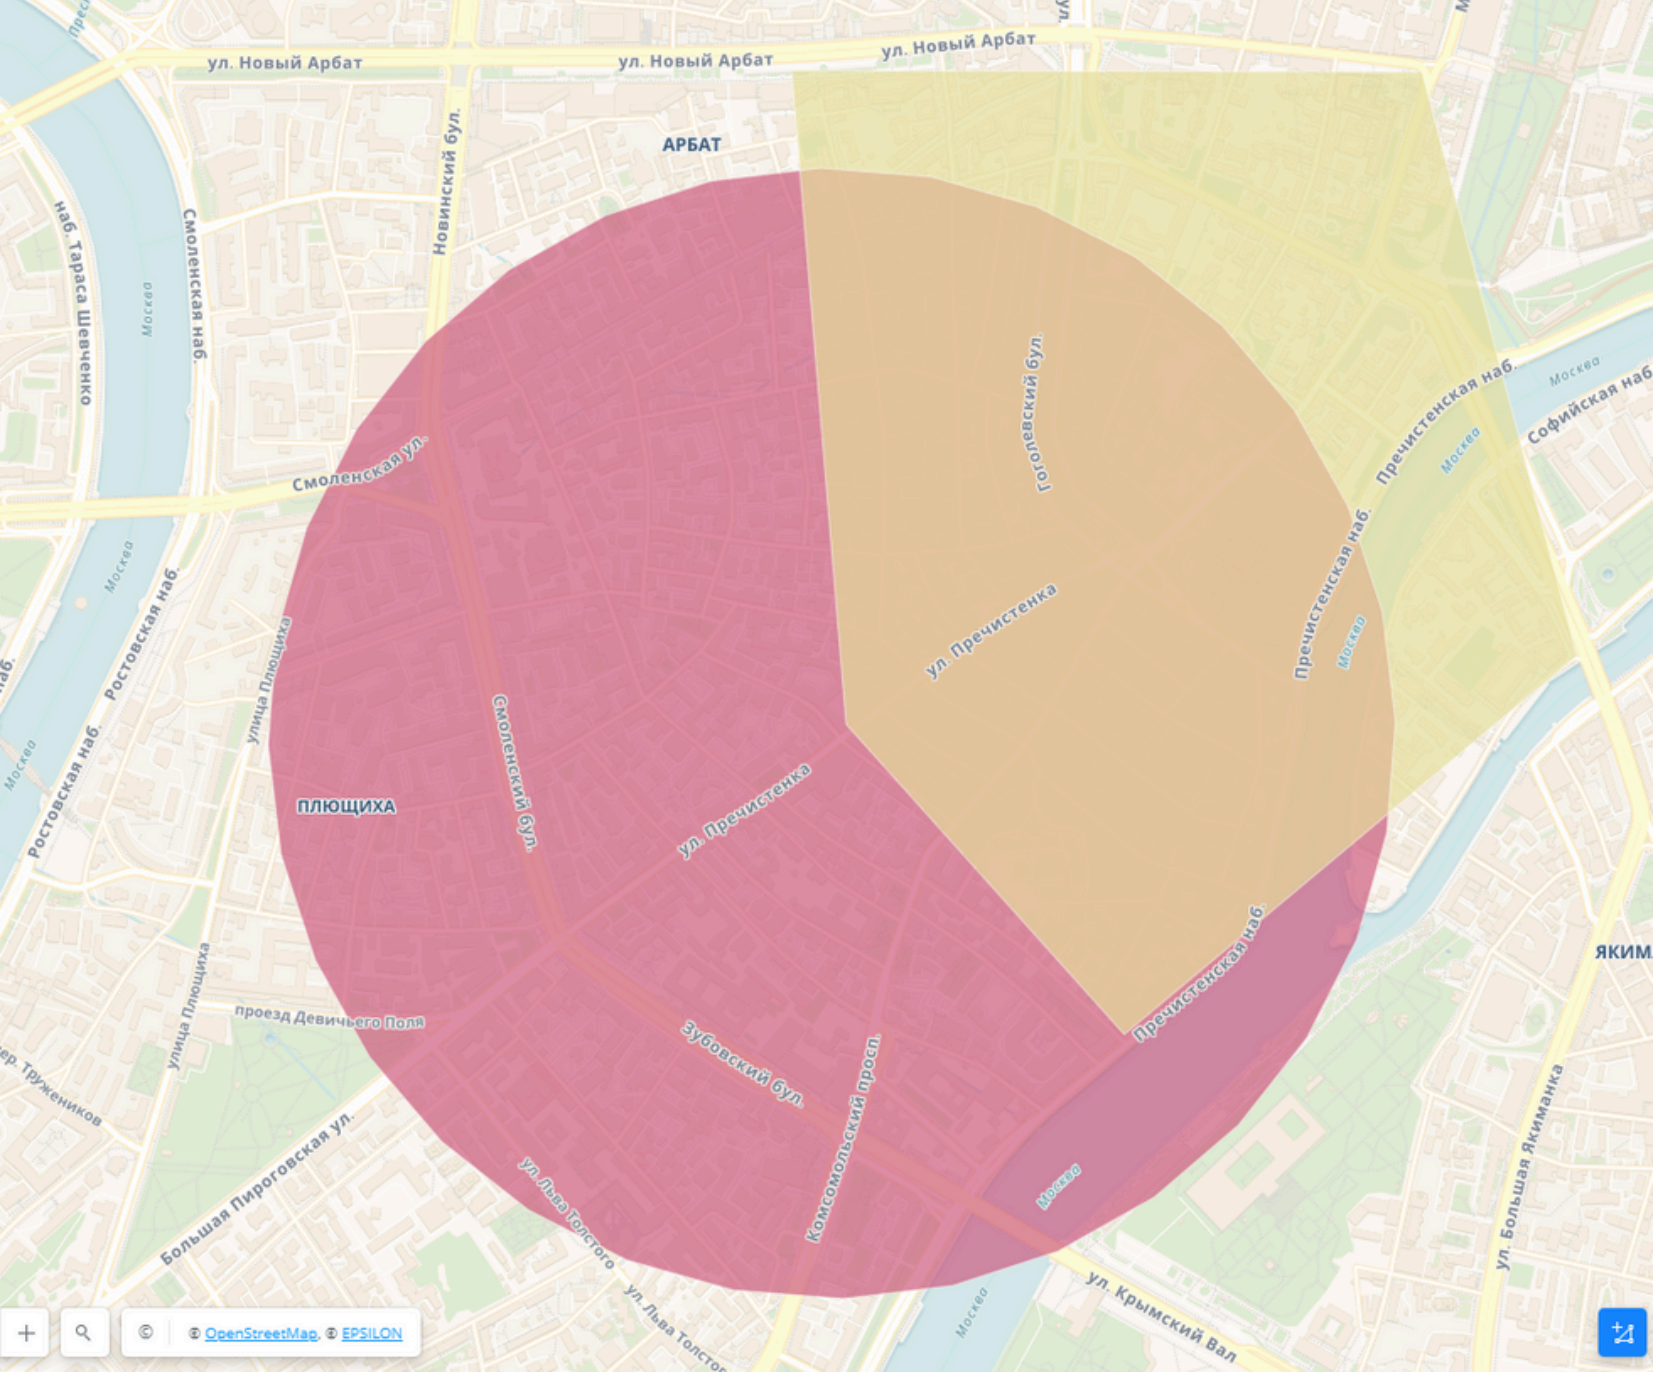 ул. Новый Арбат
ул. Новый Арбат
ул. Новый Арбат
ул.
АРБАТ
Новинский бул.
наб. Тараса Шевченко
Москва
Смоленская наб.
Смоленская ул.
Гоголевский бул.
Пречистенская наб.
Москва
Софийская наб.
Москва
Москва
Ростовская наб.
улица Плющиха
ул. Пречистенка
Пречистенская наб.
Москва
наб.
Москва
Ростовская наб.
Смоленский бул.
ул. Пречистенка
ПЛЮЩИХА
улица Плющиха
проезд Девичьего Поля
Пречистенская наб.
ЯКИМ
Зубовский бул.
Комсомольский просп.
пер. Тружеников
Большая Пироговская ул.
ул. Льва Толстого
Москва
ул. Большая Якиманка
ул. Крымский Вал
Москва
ул. Льва Толстог
+
©
© OpenStreetMap, © EPSILON